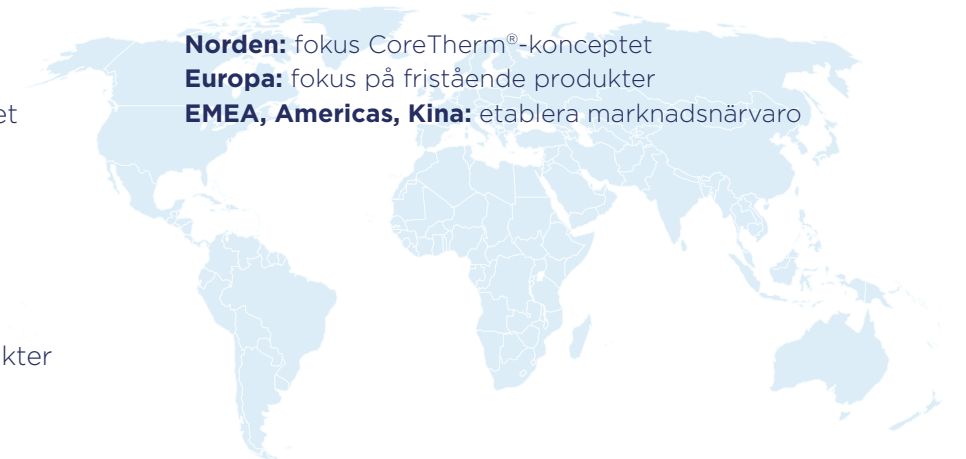 Norden: fokus CoreTherm®-konceptet
Europa: fokus på fristående produkter
et
EMEA, Americas, Kina: etablera marknadsnärvaro
kter